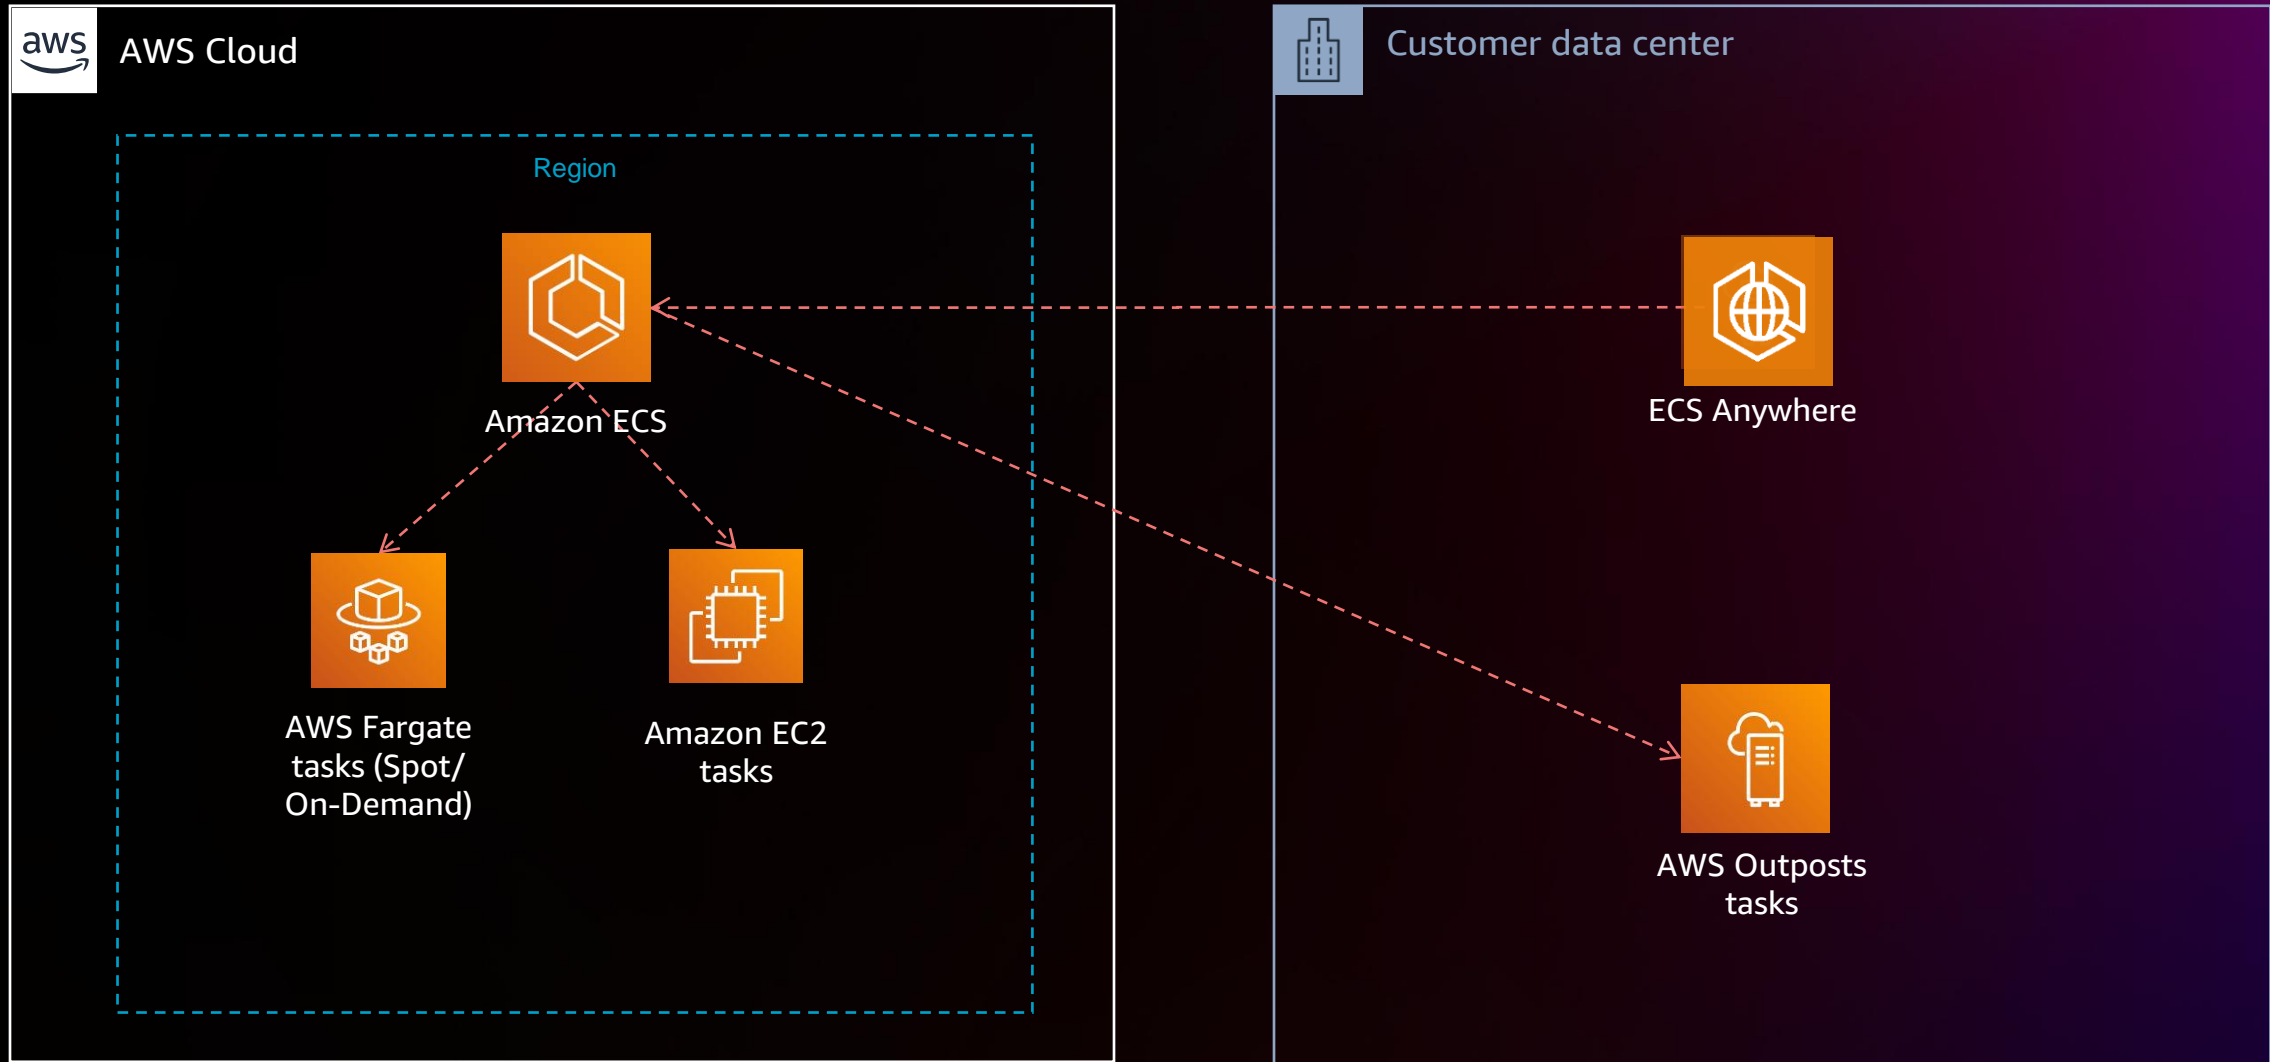 aws
AWS Cloud
Customer data center
Region
Amazon ECS
ECS Anywhere
AWS Fargate
tasks (Spot/
On-Demand)
Amazon EC2
tasks
AWS Outposts
tasks